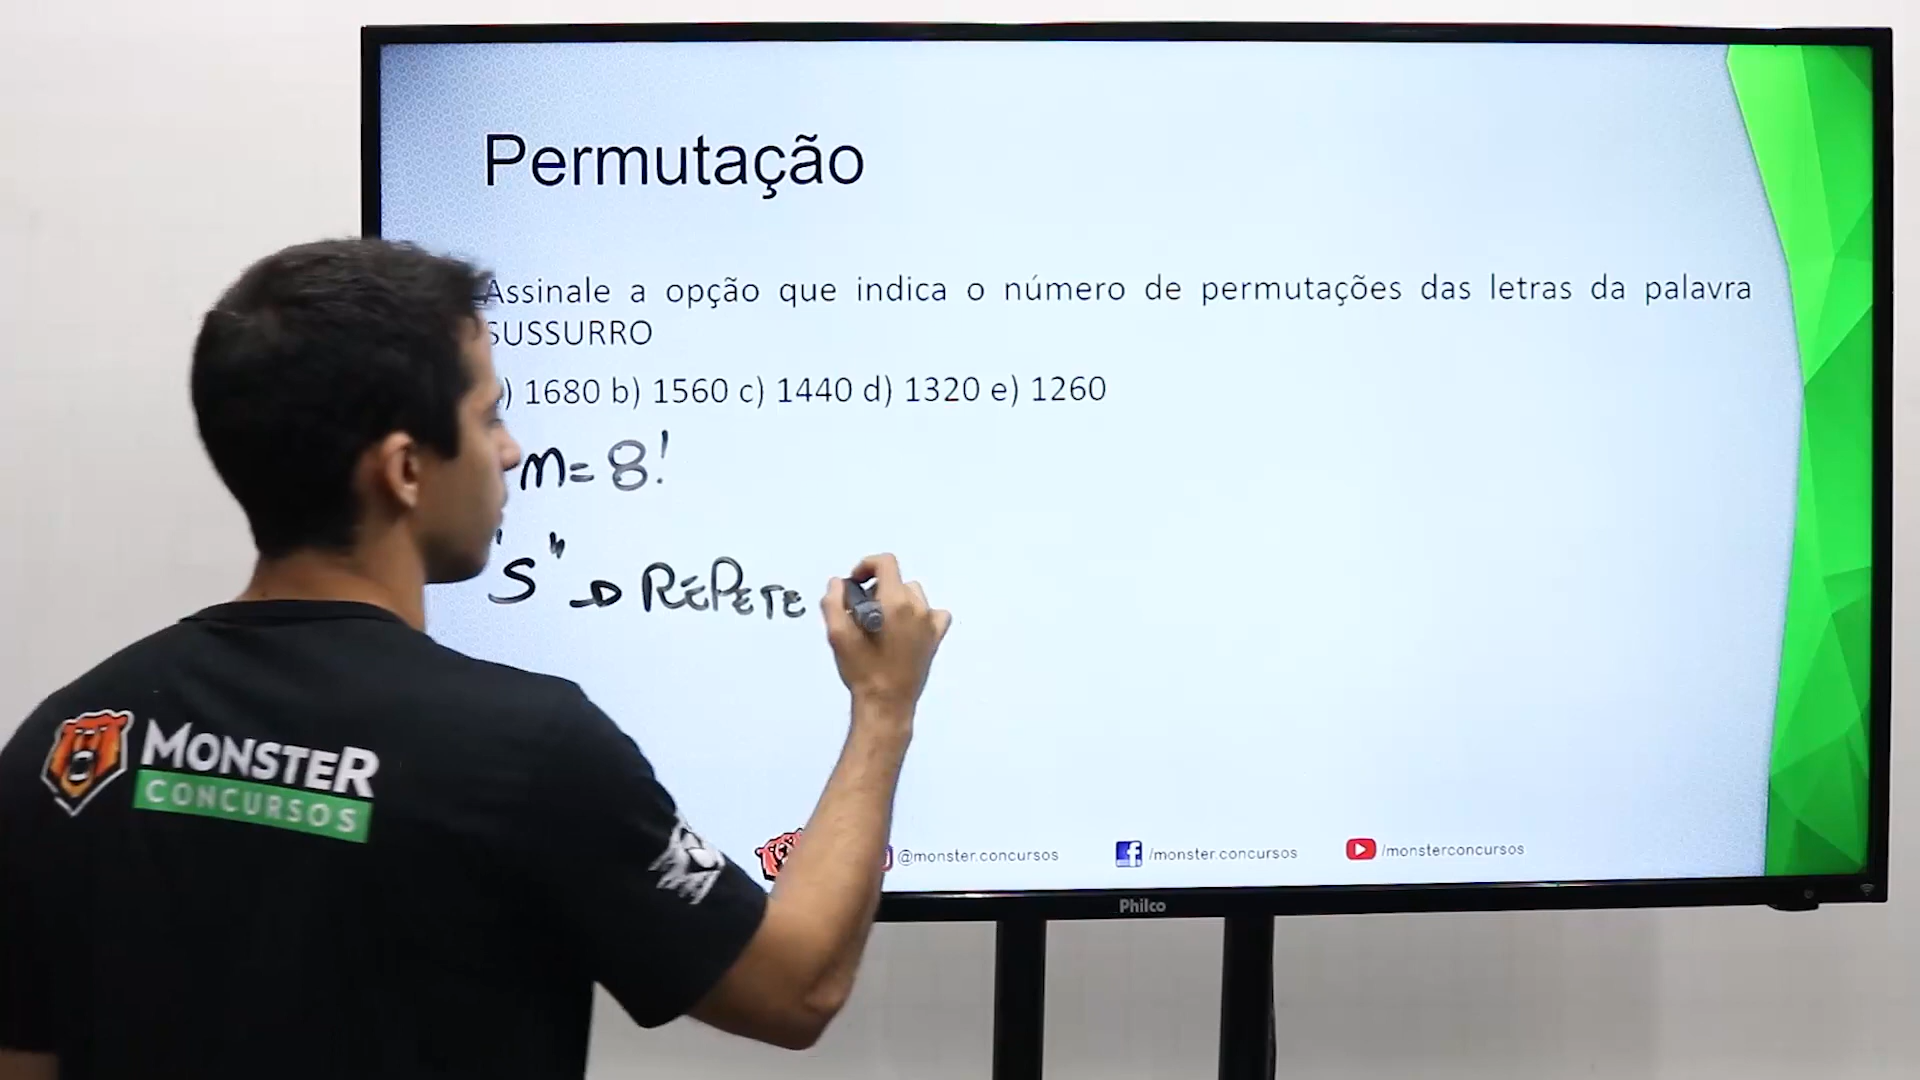 Permutação
Assinale a opção que indica o número de permutações das letras da palavra
SUSSURRO
) 1680 b) 1560 c) 1440 d) 1320 e) 1260
m= 8!
"S" → REPETE
MONSTER
CONCURSOS
@monster.concursos
/monster.concursos
/monsterconcursos
Philco